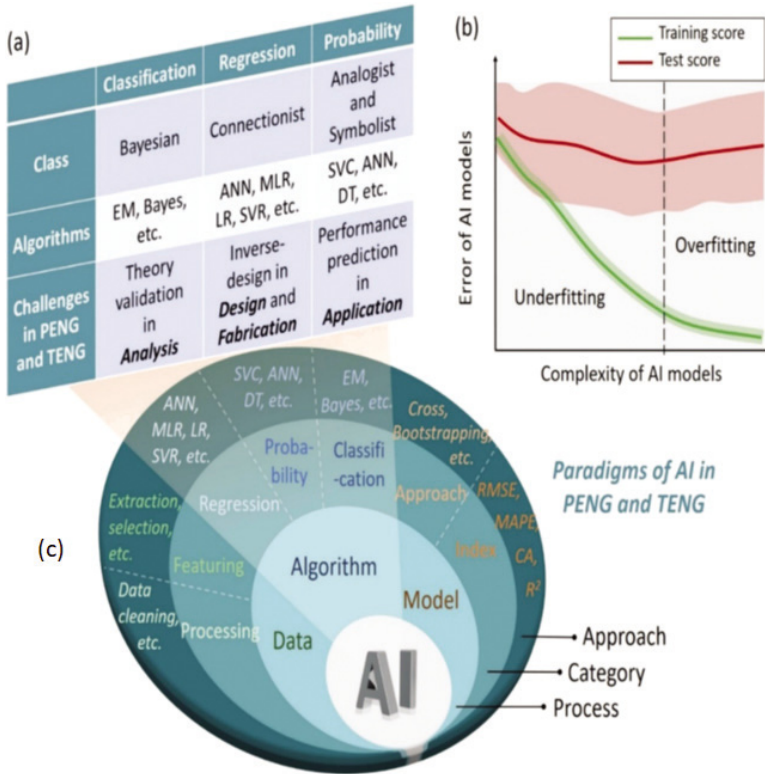 (a)
Classification
Regression
Probability
Class
Bayesian
Connectionist
Analogist
and
Symbolist
Algorithms
EM, Bayes,
etc.
ANN, MLR,
LR, SVR, etc.
SVC, ANN,
DT, etc.
Challenges
in PENG
and TENG
Theory
validation
in
Analysis
Inverse-
design in
Design and
Fabrication
Performance
prediction
in
Application
(b)
Training score
Test score
Error of AI models
Underfitting
Overfitting
Complexity of AI models
(c)
ANN,
MLR, LR,
SVR, etc.
SVC, ANN,
DT, etc.
EM,
Bayes, etc.
Cross,
Bootstrapping,
etc.
Proba-
bility
Classifi
-cation
Regression
Approach
RMSE,
MAPE,
CA,
R²
Index
Extraction,
selection,
etc.
Featuring
Algorithm
Model
Data
cleaning,
etc.
Processing
Data
AI
Paradigms of AI in
PENG and TENG
Approach
Category
Process